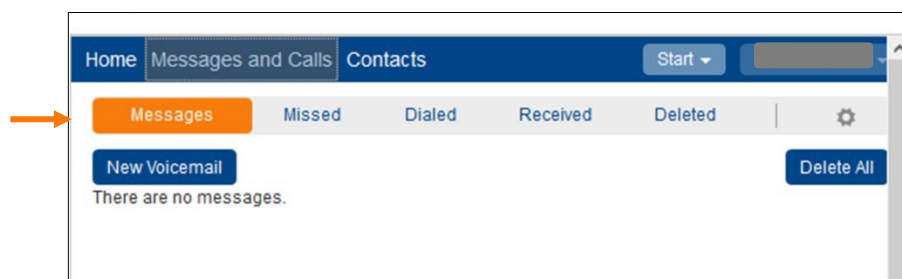 Home Messages and Calls Contacts Start
Messages Missed Dialed Received Deleted
New Voicemail Delete All
There are no messages.